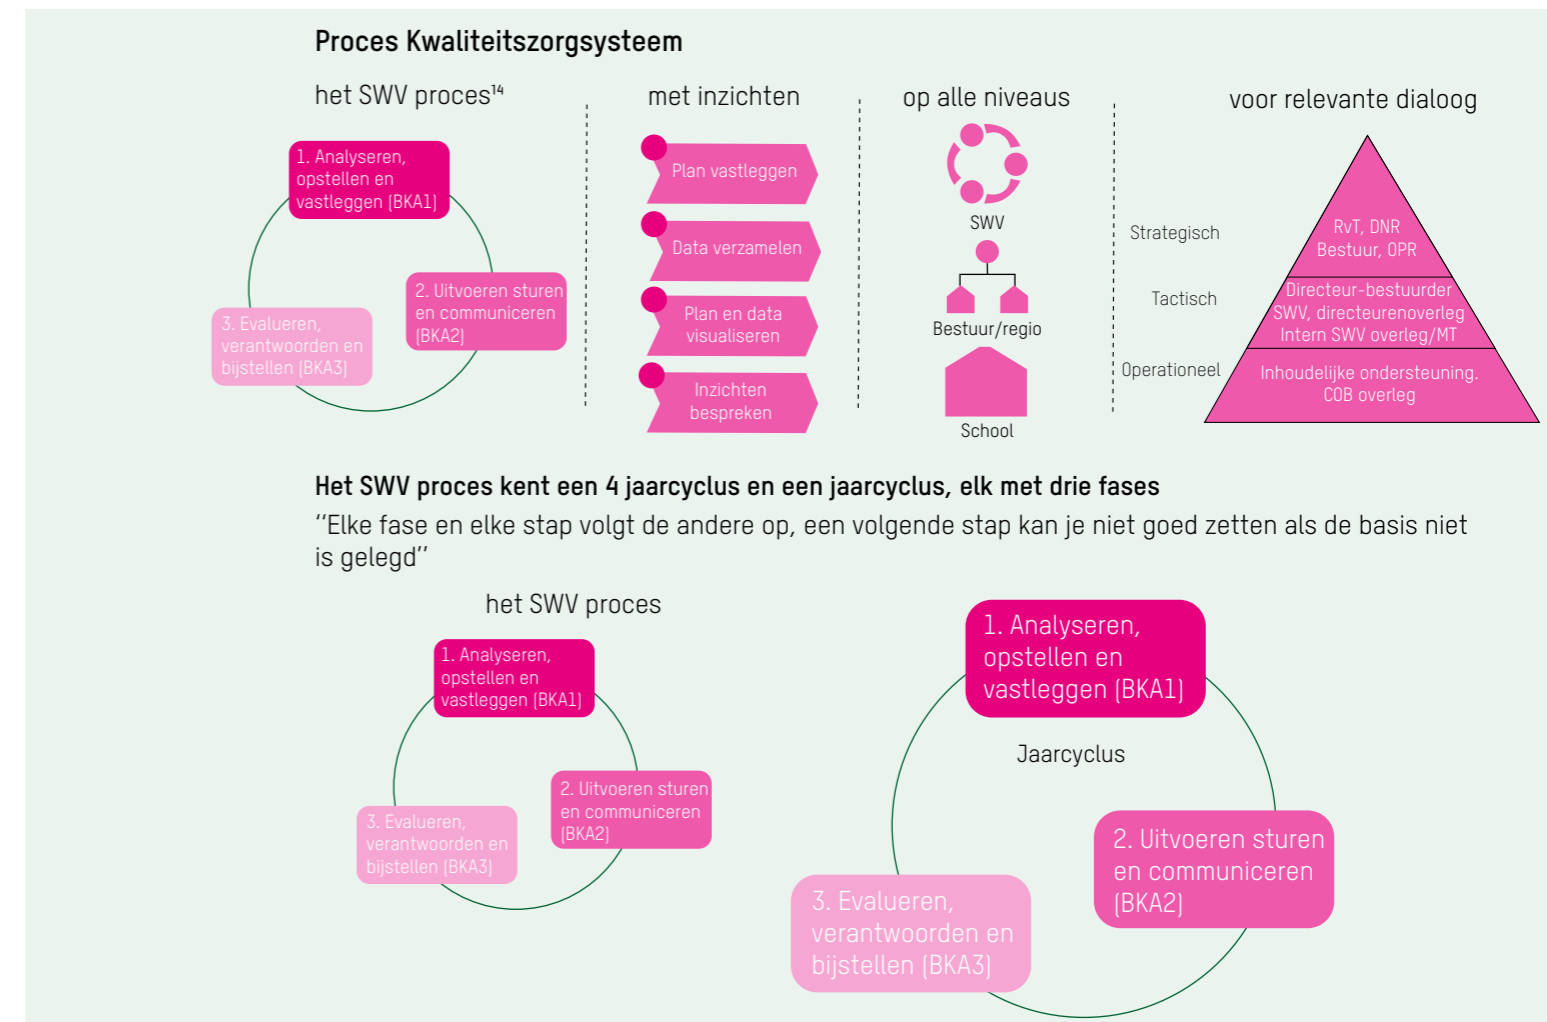 Proces Kwaliteitszorgsysteem
het SWV proces¹⁴
1. Analyseren,
opstellen en
vastleggen (BKA1)
2. Uitvoeren sturen
en communiceren
(BKA2)
3. Evalueren,
verantwoorden en
bijstellen (BKA3)
met inzichten
Plan vastleggen
Data verzamelen
Plan en data
visualiseren
Inzichten
bespreken
op alle niveaus
SWV
Bestuur/regio
School
voor relevante dialoog
Strategisch
RvT, DNR
Bestuur, OPR
Tactisch
Directeur-bestuurder
SWV, directeurenoverleg
Intern SWV overleg/MT
Operationeel
Inhoudelijke ondersteuning.
COB overleg
Het SWV proces kent een 4 jaarcyclus en een jaarcyclus, elk met drie fases
''Elke fase en elke stap volgt de andere op, een volgende stap kan je niet goed zetten als de basis niet
is gelegd''
het SWV proces
1. Analyseren,
opstellen en
vastleggen (BKA1)
2. Uitvoeren sturen
en communiceren
(BKA2)
3. Evalueren,
verantwoorden en
bijstellen (BKA3)
1. Analyseren,
opstellen en
vastleggen (BKA1)
Jaarcyclus
2. Uitvoeren sturen
en communiceren
(BKA2)
3. Evalueren,
verantwoorden en
bijstellen (BKA3)